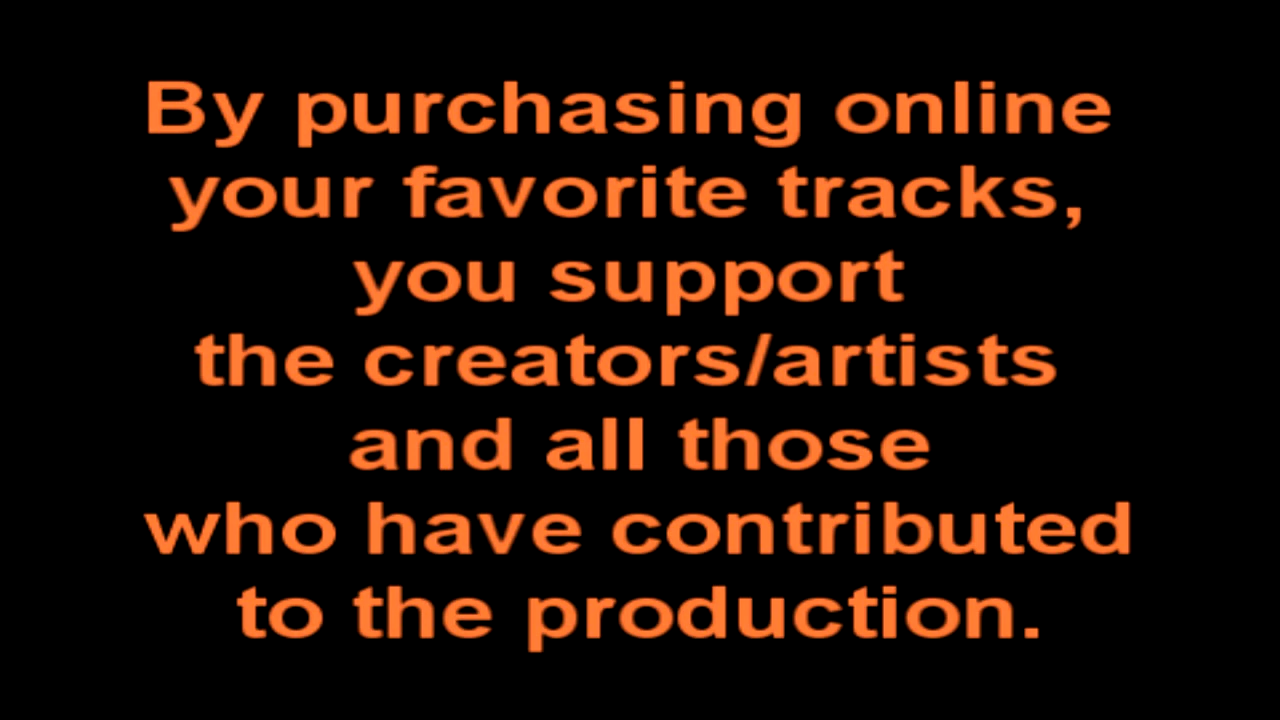 By purchasing online
your favorite tracks,
you support
the creators/artists
and all those
who have contributed
to the production.